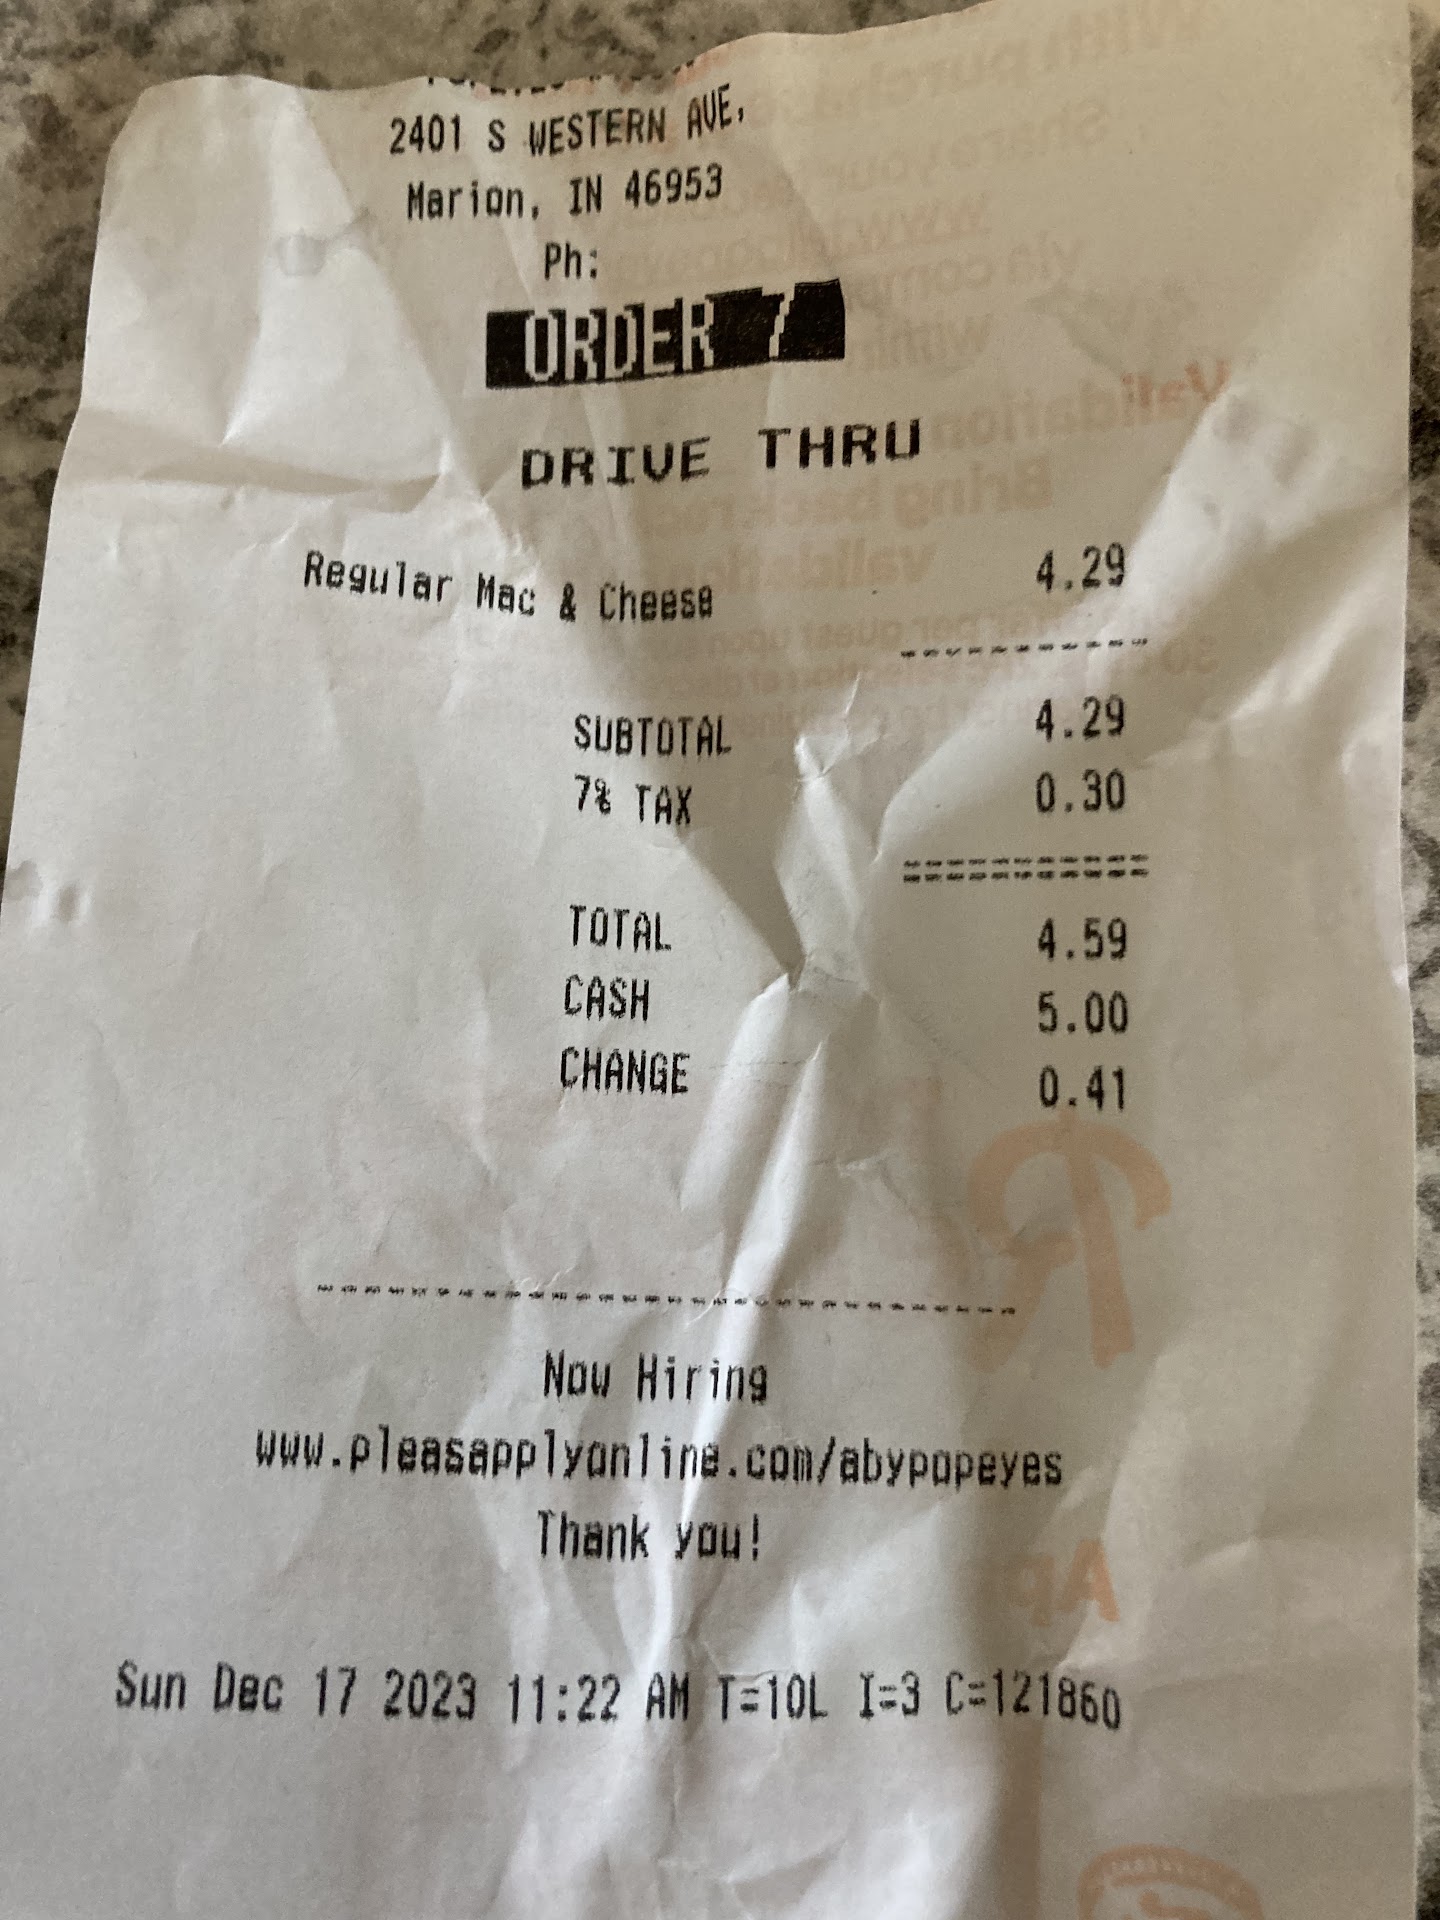 2401 S WESTERN AVE,
Marion, IN 46953
Ph:
ORDER 7
DRIVE THRU
Regular Mac & Cheese 4.29
SUBTOTAL 4.29
7% TAX 0.30
TOTAL 4.59
CASH 5.00
CHANGE 0.41
Now Hiring
www.pleasapplyonline.com/abypopeyes
Thank you!
Sun Dec 17 2023 11:22 AM T=10L I=3 C=121860